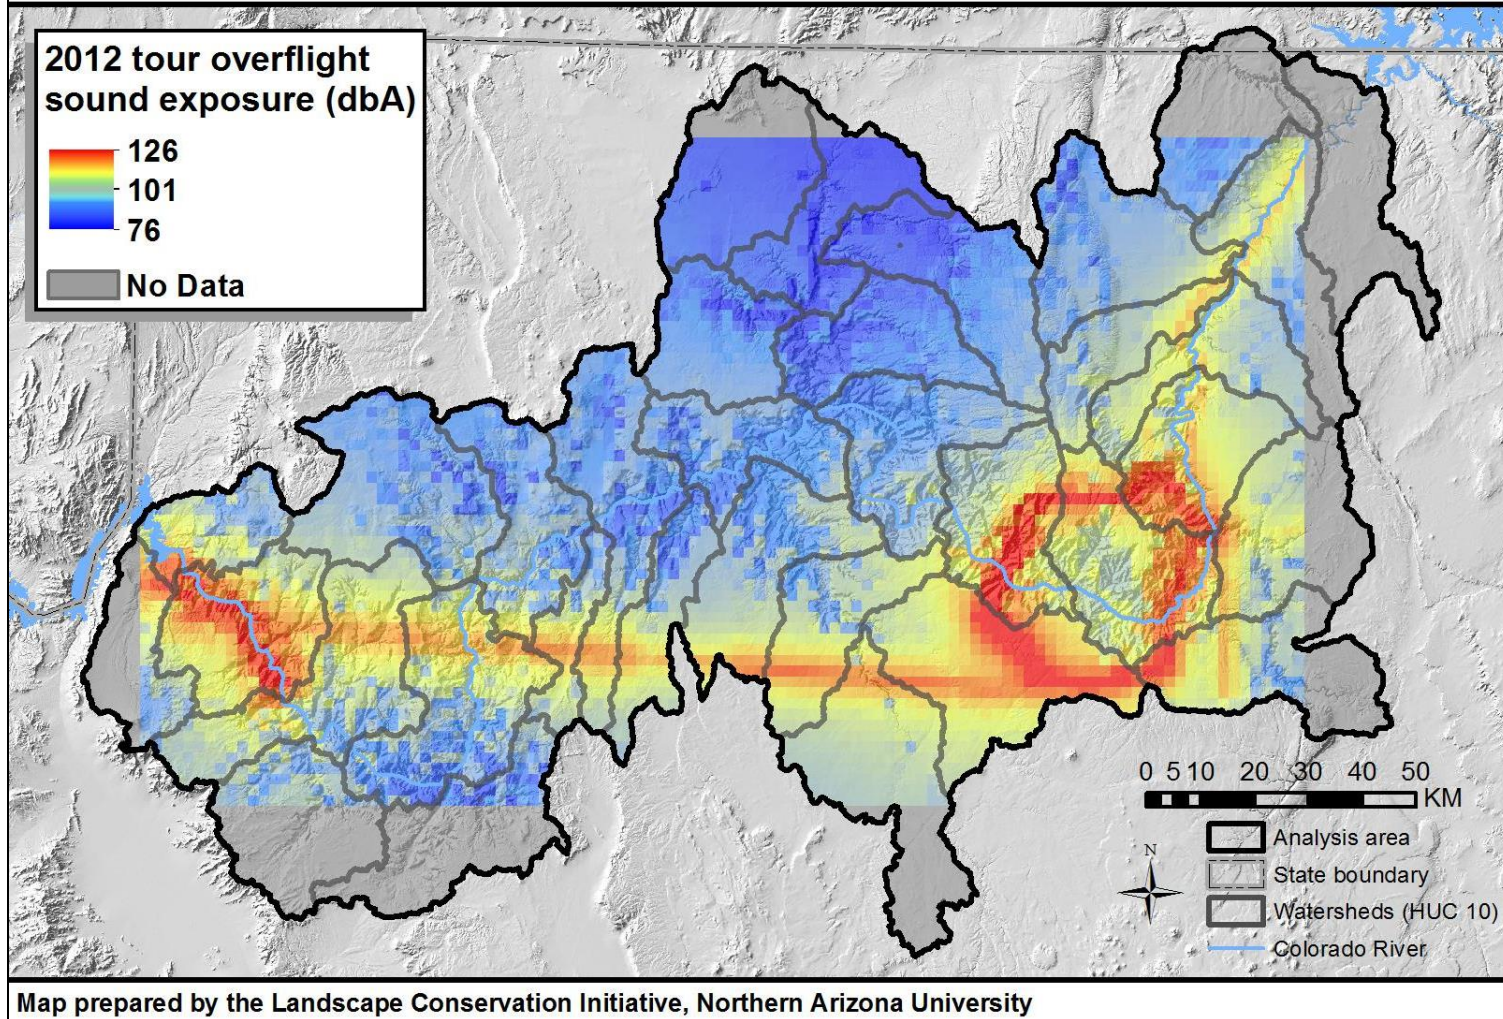 2012 tour overflight
sound exposure (dbA)
126
101
76
No Data
0 5 10 20 30 40 50
KM
Analysis area
N
State boundary
Watersheds (HUC 10)
Colorado River
Map prepared by the Landscape Conservation Initiative, Northern Arizona University